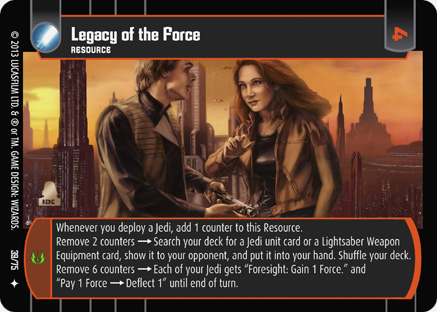 Legacy of the Force
RESOURCE
4
© 2013 LUCASFILM LTD. & ® or TM. GAME DESIGN: WIZARDS.
IDC
Whenever you deploy a Jedi, add 1 counter to this Resource.
Remove 2 counters → Search your deck for a Jedi unit card or a Lightsaber Weapon
Equipment card, show it to your opponent, and put it into your hand. Shuffle your deck.
Remove 6 counters → Each of your Jedi gets “Foresight: Gain 1 Force.” and
“Pay 1 Force → Deflect 1” until end of turn.